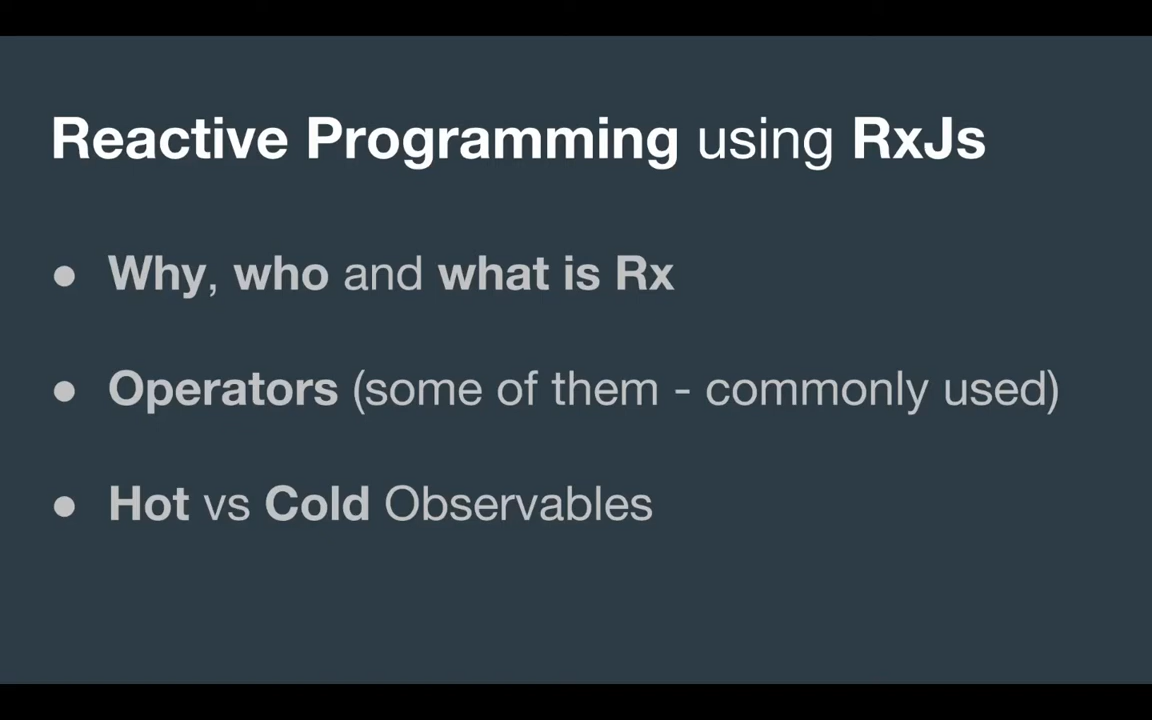 Reactive Programming using RxJs
● Why, who and what is Rx
● Operators (some of them - commonly used)
● Hot vs Cold Observables